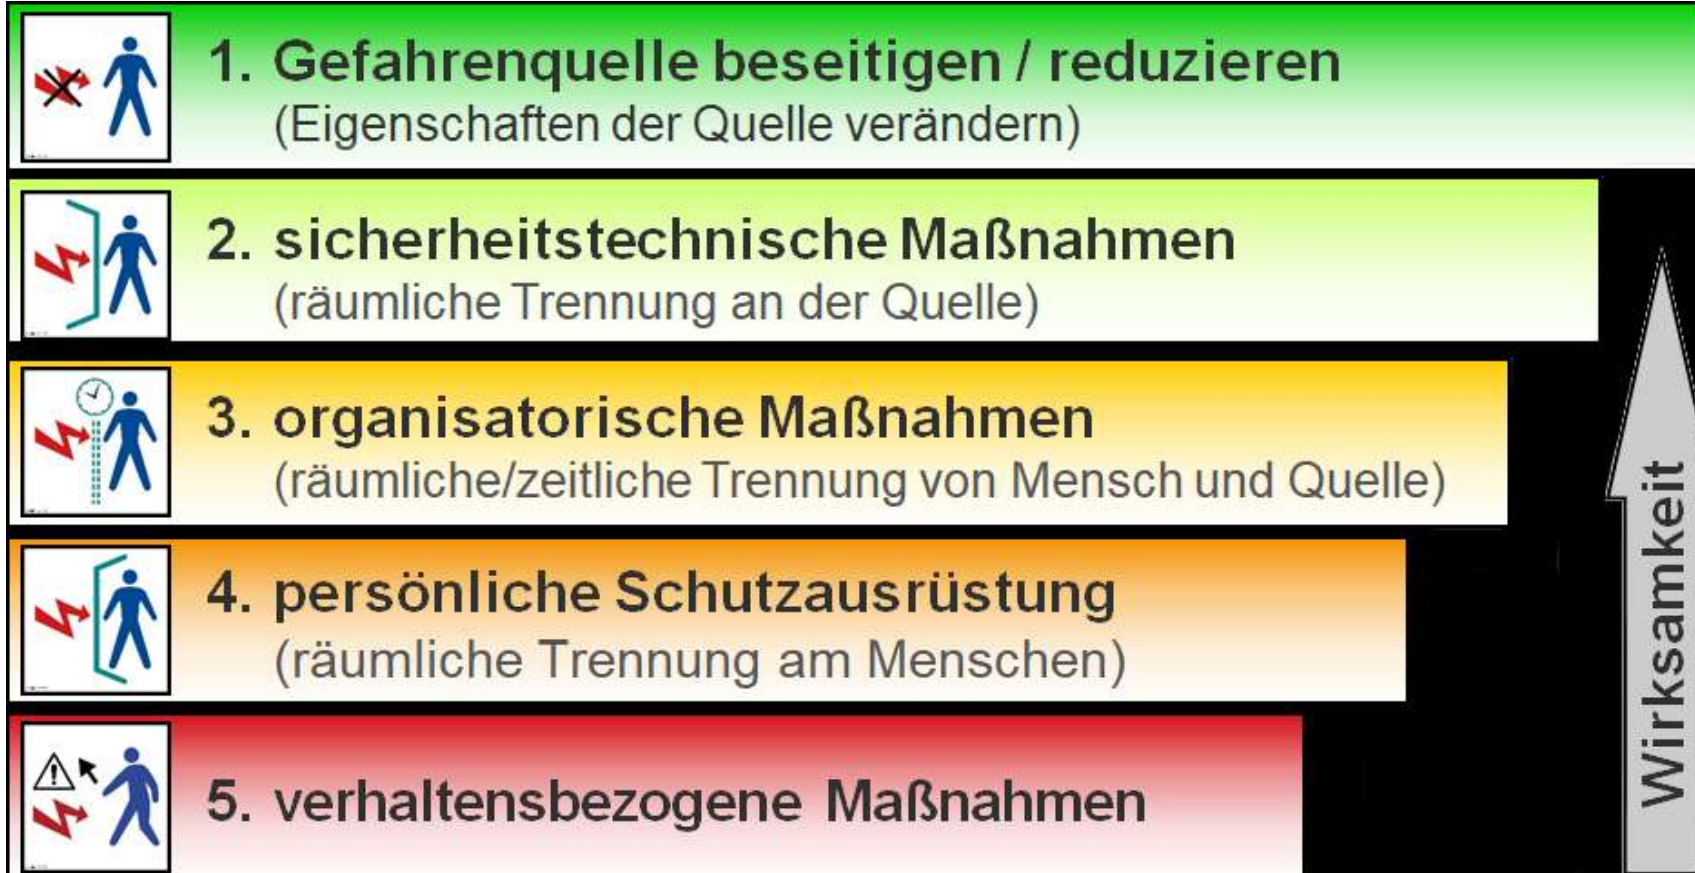 1. Gefahrenquelle beseitigen / reduzieren
(Eigenschaften der Quelle verändern)
2. sicherheitstechnische Maßnahmen
(räumliche Trennung an der Quelle)
3. organisatorische Maßnahmen
(räumliche/zeitliche Trennung von Mensch und Quelle)
4. persönliche Schutzausrüstung
(räumliche Trennung am Menschen)
5. verhaltensbezogene Maßnahmen
Wirksamkeit